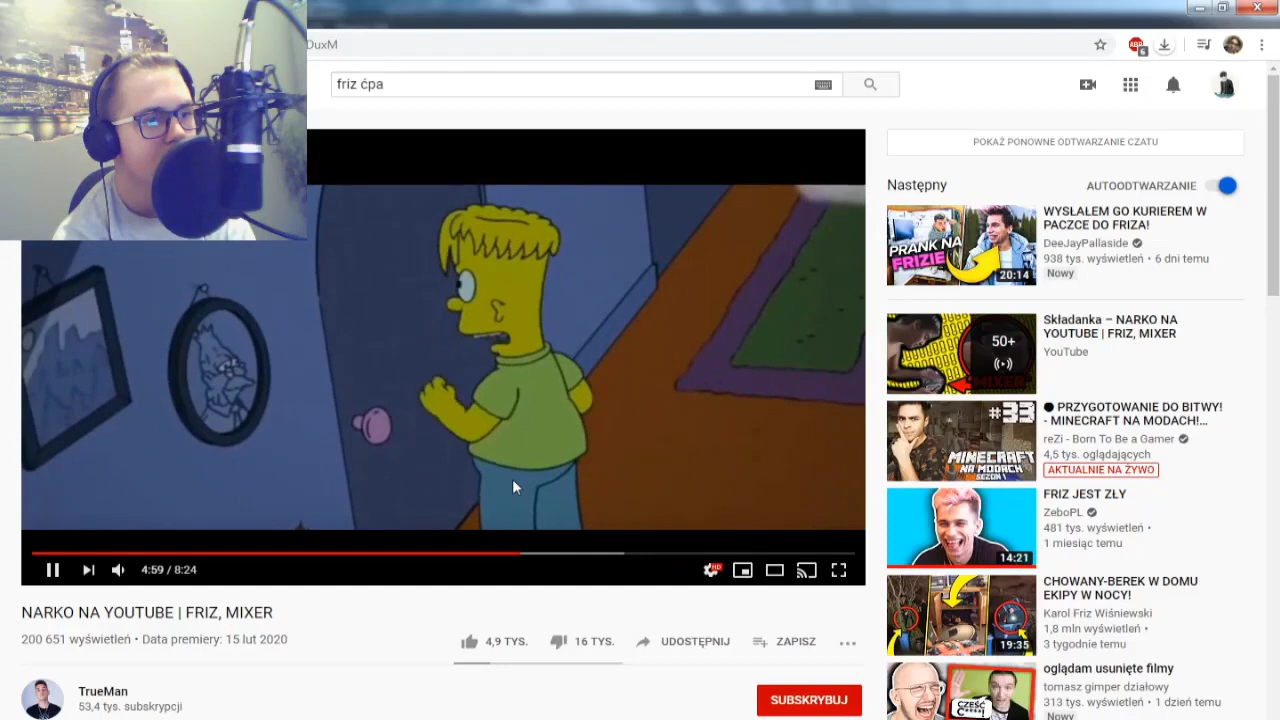 DuxM
ABP
6
friz ćpa
POKAŻ PONOWNE ODTWARZANIE CZATU
Następny
AUTOODTWARZANIE
PRANK NA
FRIZIE
20:14
WYSŁAŁEM GO KURIEREM W
PACZCE DO FRIZA!
DeeJayPallaside
938 tys. wyświetleń • 6 dni temu
Nowy
50+
MIXER
Składanka – NARKO NA
YOUTUBE | FRIZ, MIXER
YouTube
#33
MINECRAFT
NA MODACH
SEZON I
PRZYGOTOWANIE DO BITWY!
- MINECRAFT NA MODACH!...
reZi - Born To Be a Gamer
4,5 tys. oglądających
AKTUALNIE NA ŻYWO
14:21
FRIZ JEST ZŁY
ZeboPL
481 tys. wyświetleń •
1 miesiąc temu
19:35
CHOWANY-BEREK W DOMU
EKIPY W NOCY!
Karol Friz Wiśniewski
1,8 mln wyświetleń •
3 tygodnie temu
CZEŚĆ
C****!
oglądam usunięte filmy
tomasz gimper działowy
313 tys. wyświetleń • 1 dzień temu
Nowy
4:59 / 8:24
HD
NARKO NA YOUTUBE | FRIZ, MIXER
200 651 wyświetleń • Data premiery: 15 lut 2020
4,9 TYS.
16 TYS.
UDOSTĘPNIJ
ZAPISZ
TrueMan
53,4 tys. subskrypcji
SUBSKRYBUJ